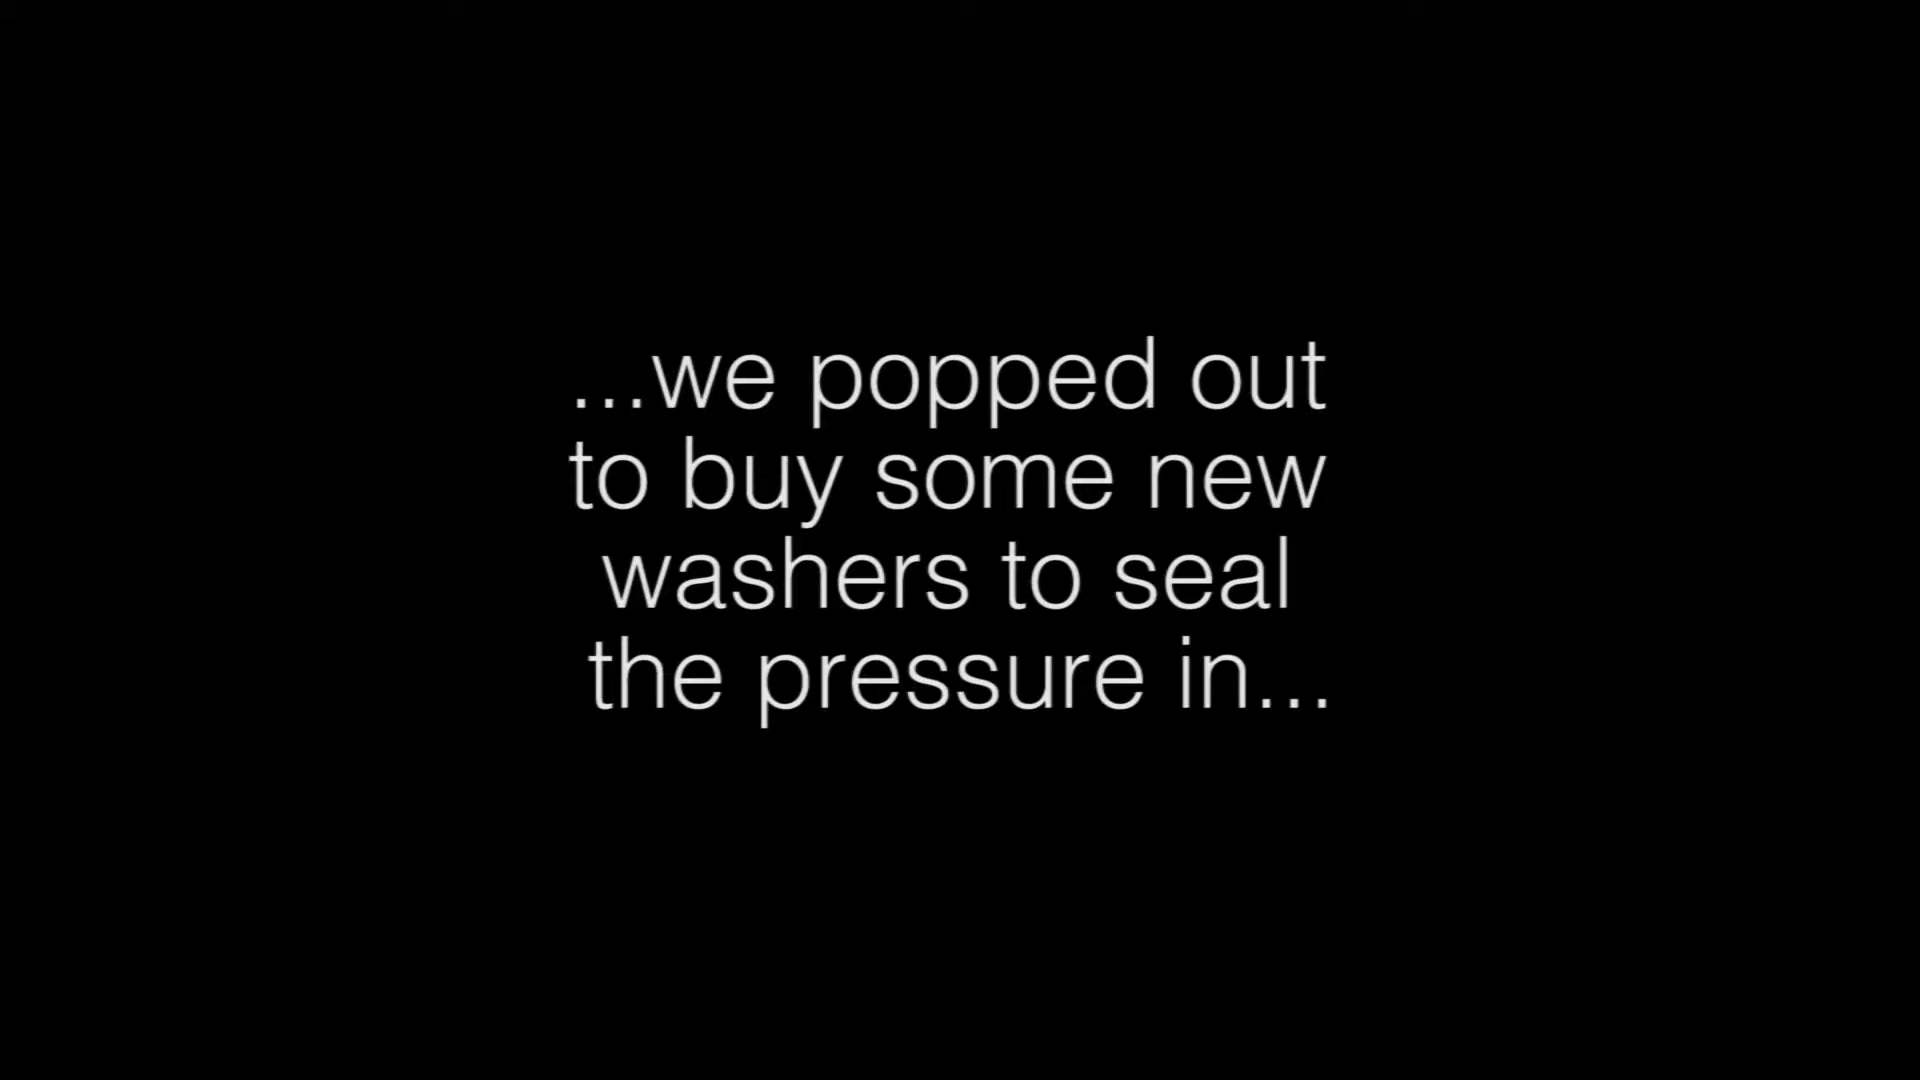 ...we popped out
to buy some new
washers to seal
the pressure in...